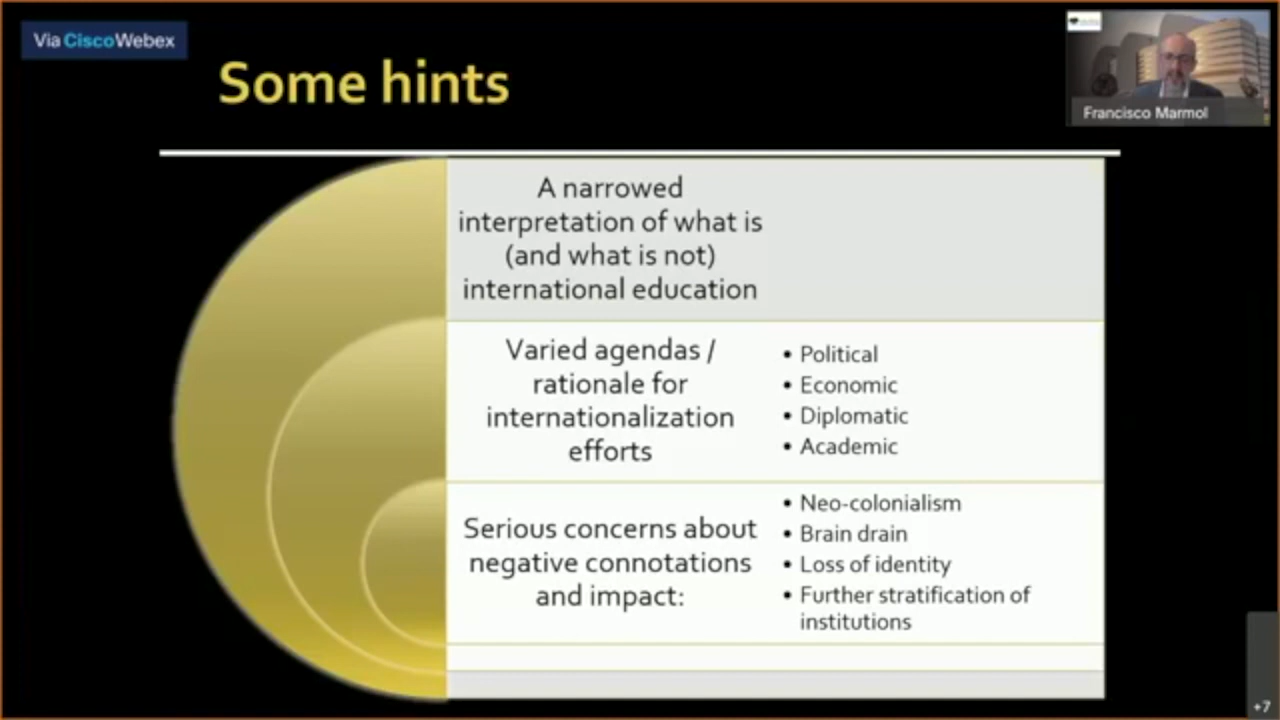 Via CiscoWebex
Some hints
Francisco Marmol
A narrowed
interpretation of what is
(and what is not)
international education
Varied agendas /
rationale for
internationalization
efforts
• Political
• Economic
• Diplomatic
• Academic
Serious concerns about
negative connotations
and impact:
• Neo-colonialism
• Brain drain
• Loss of identity
• Further stratification of
institutions
+7